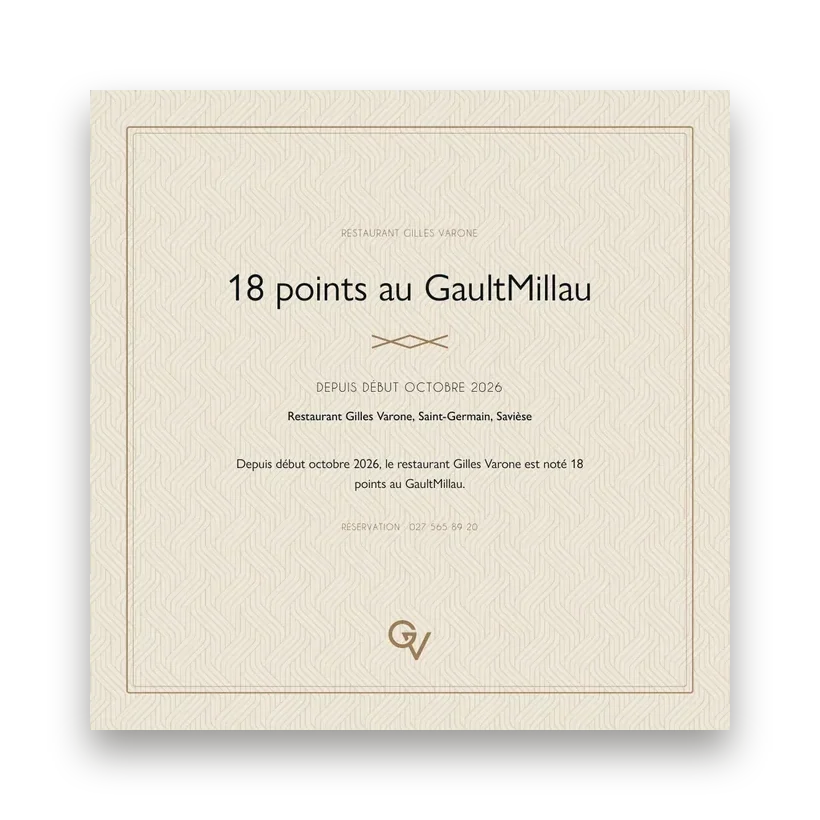 RESTAURANT GILLES VARONE
18 points au GaultMillau
DEPUIS DÉBUT OCTOBRE 2026
Restaurant Gilles Varone, Saint-Germain, Savièse
Depuis début octobre 2026, le restaurant Gilles Varone est noté 18
points au GaultMillau.
RÉSERVATION 027 565 89 20
GV